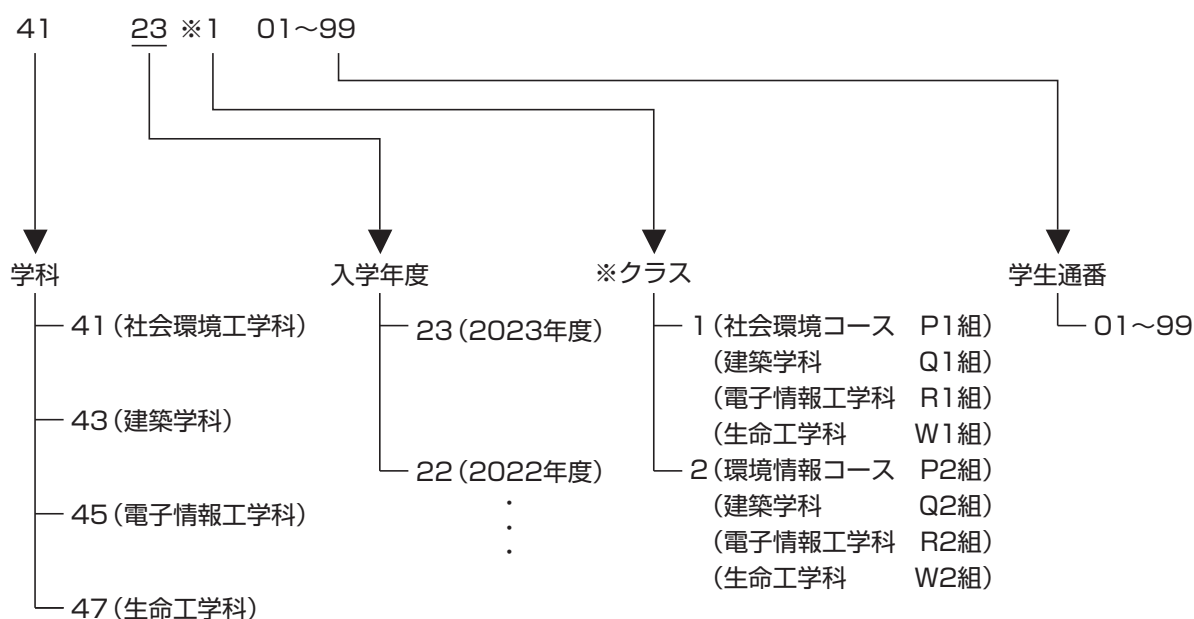 41 23 ※1 01～99
学科
41（社会環境工学科）
43（建築学科）
45（電子情報工学科）
47（生命工学科）
入学年度
23（2023年度）
22（2022年度）
・
・
・
※クラス
1（社会環境コース P1組）
（建築学科 Q1組）
（電子情報工学科 R1組）
（生命工学科 W1組）
2（環境情報コース P2組）
（建築学科 Q2組）
（電子情報工学科 R2組）
（生命工学科 W2組）
学生通番
01～99